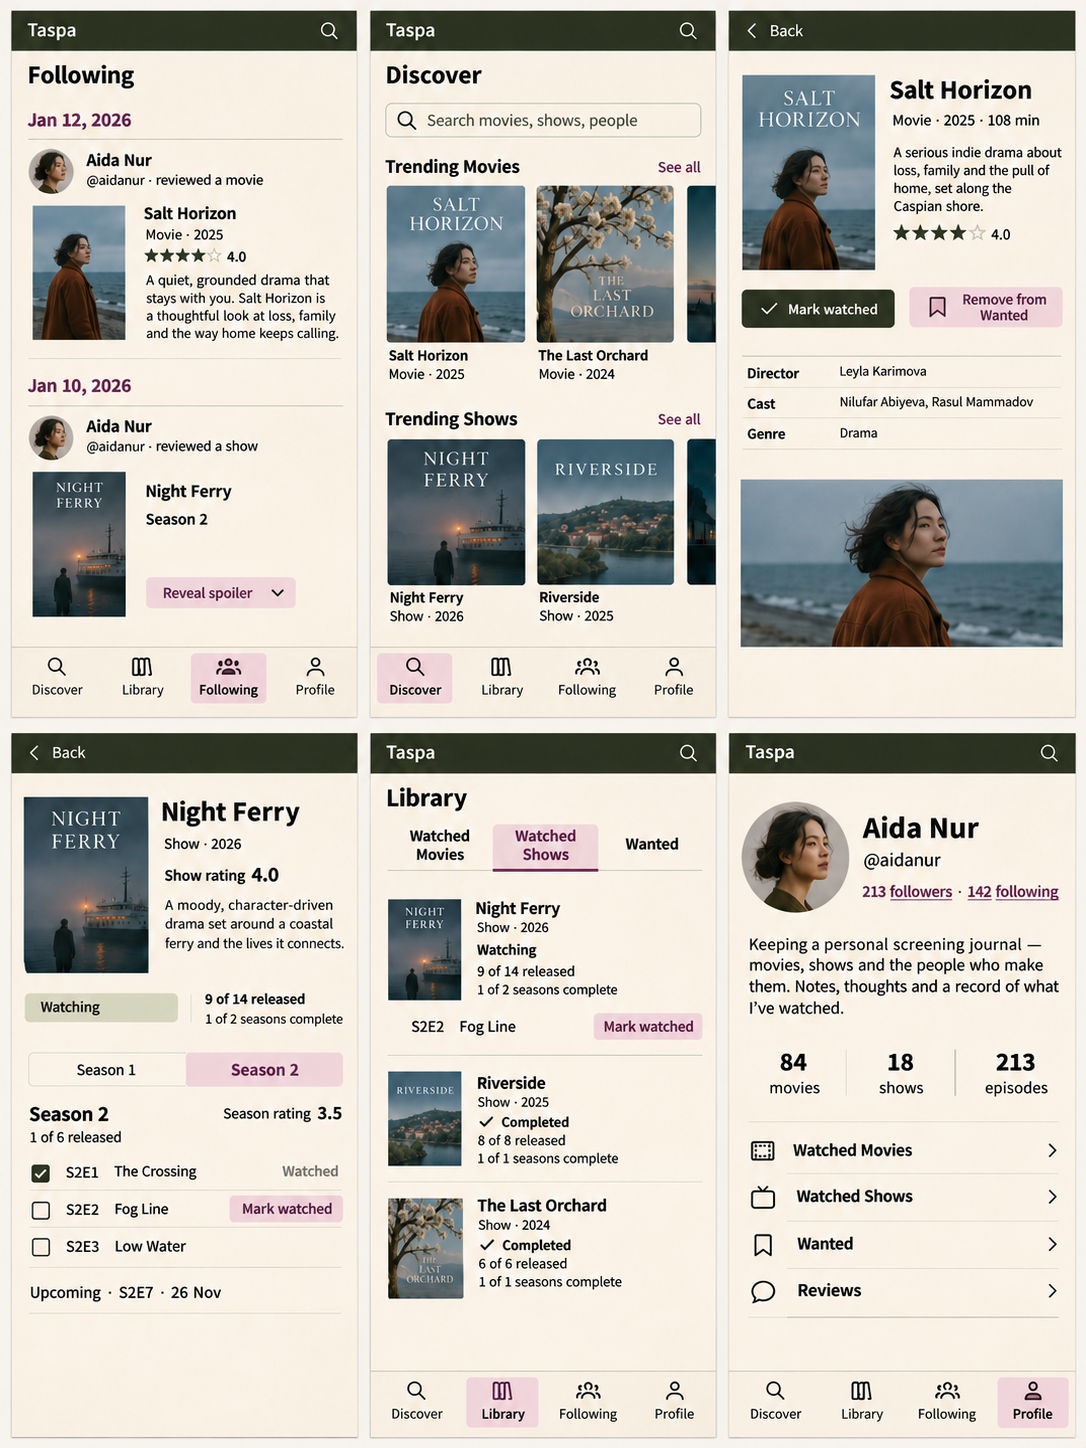 Taspa
Following
Jan 12, 2026
Aida Nur
@aidanur · reviewed a movie
Salt Horizon
Movie · 2025
4.0
A quiet, grounded drama that
stays with you. Salt Horizon is
a thoughtful look at loss, family
and the way home keeps calling.
Jan 10, 2026
Aida Nur
@aidanur · reviewed a show
NIGHT
FERRY
Night Ferry
Season 2
Reveal spoiler
Discover
Library
Following
Profile
Taspa
Discover
Search movies, shows, people
Trending Movies
See all
SALT
HORIZON
THE
LAST
ORCHARD
Salt Horizon
Movie · 2025
The Last Orchard
Movie · 2024
Trending Shows
See all
NIGHT
FERRY
RIVERSIDE
Night Ferry
Show · 2026
Riverside
Show · 2025
Discover
Library
Following
Profile
Back
SALT
HORIZON
Salt Horizon
Movie · 2025 · 108 min
A serious indie drama about
loss, family and the pull of
home, set along the
Caspian shore.
4.0
Mark watched
Remove from
Wanted
Director
Leyla Karimova
Cast
Nilufar Abiyeva, Rasul Mammadov
Genre
Drama
Back
NIGHT
FERRY
Night Ferry
Show · 2026
Show rating 4.0
A moody, character-driven
drama set around a coastal
ferry and the lives it connects.
Watching
9 of 14 released
1 of 2 seasons complete
Season 1
Season 2
Season 2
Season rating 3.5
1 of 6 released
S2E1 The Crossing Watched
S2E2 Fog Line Mark watched
S2E3 Low Water
Upcoming · S2E7 · 26 Nov
Taspa
Library
Watched
Movies
Watched
Shows
Wanted
NIGHT
FERRY
Night Ferry
Show · 2026
Watching
9 of 14 released
1 of 2 seasons complete
S2E2 Fog Line Mark watched
RIVERSIDE
Riverside
Show · 2025
Completed
8 of 8 released
1 of 1 seasons complete
THE
LAST
ORCHARD
The Last Orchard
Show · 2024
Completed
6 of 6 released
1 of 1 seasons complete
Discover
Library
Following
Profile
Taspa
Aida Nur
@aidanur
213 followers · 142 following
Keeping a personal screening journal —
movies, shows and the people who make
them. Notes, thoughts and a record of what
I've watched.
84
movies
18
shows
213
episodes
Watched Movies
Watched Shows
Wanted
Reviews
Discover
Library
Following
Profile